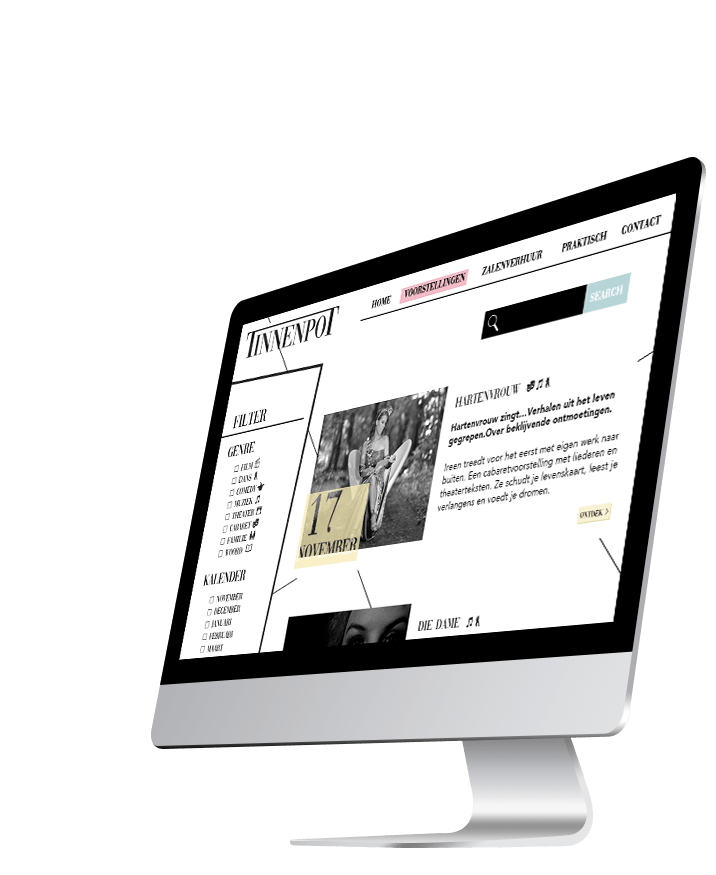 TINNENPOT
HOME VOORSTELLINGEN ZALENVERHUUR PRAKTISCH CONTACT
SEARCH
FILTER
GENRE
FILM
DANS
COMEDY
MUZIEK
THEATER
CABARET
FAMILIE
WOORD
KALENDER
NOVEMBER
DECEMBER
JANUARI
FEBRUARI
MAART
17
NOVEMBER
HARTENVROUW
Hartenvrouw zingt...Verhalen uit het leven
gegrepen.Over beklijvende ontmoetingen.
Ireen treedt voor het eerst met eigen werk naar
buiten. Een cabaretvoorstelling met liederen en
theaterteksten. Ze schudt je levenskaart, leest je
verlangens en voedt je dromen.
ONTDEK >
DIE DAME